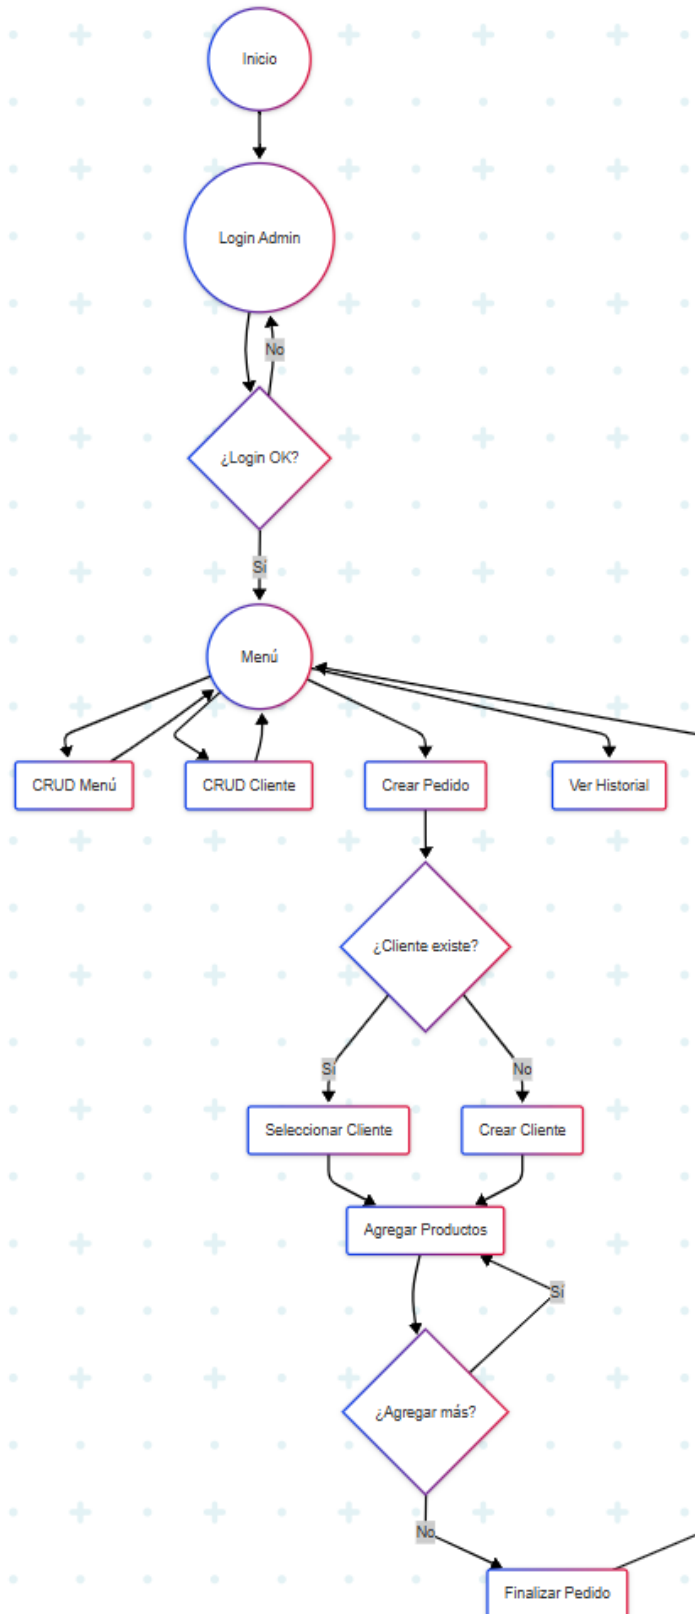 Inicio
Login Admin
No
¿Login OK?
Sí
Menú
CRUD Menú
CRUD Cliente
Crear Pedido
Ver Historial
¿Cliente existe?
Sí
No
Seleccionar Cliente
Crear Cliente
Agregar Productos
Sí
¿Agregar más?
No
Finalizar Pedido